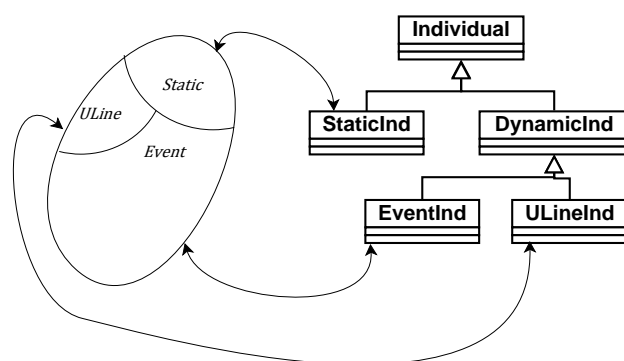 Individual
Static
ULine
StaticInd
DynamicInd
Event
EventInd
ULineInd